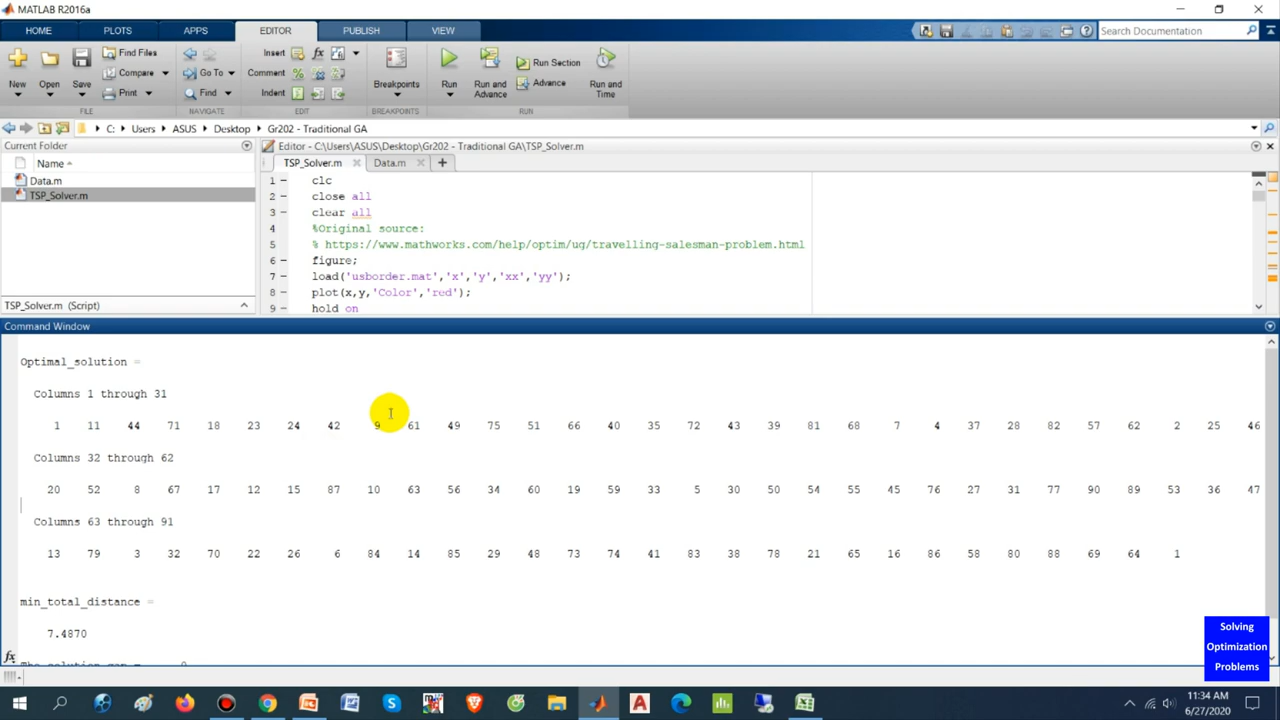 MATLAB R2016a
HOME PLOTS APPS EDITOR PUBLISH VIEW Search Documentation
New Open Save Find Files Compare Print
Go To Find
Insert Comment Indent
Breakpoints
Run Run and Advance Run Section Advance Run and Time
FILE NAVIGATE EDIT BREAKPOINTS RUN
C: Users ASUS Desktop Gr202 - Traditional GA
Current Folder
Name
Data.m
TSP_Solver.m
TSP_Solver.m (Script)
Editor - C:\Users\ASUS\Desktop\Gr202 - Traditional GA\TSP_Solver.m
TSP_Solver.m Data.m
1 clc
2 close all
3 clear all
4 %Original source:
5 % https://www.mathworks.com/help/optim/ug/travelling-salesman-problem.html
6 figure;
7 load('usborder.mat','x','y','xx','yy');
8 plot(x,y,'Color','red');
9 hold on
Command Window
Optimal_solution =
Columns 1 through 31
1 11 44 71 18 23 24 42 9 61 49 75 51 66 40 35 72 43 39 81 68 7 4 37 28 82 57 62 2 25 46
Columns 32 through 62
20 52 8 67 17 12 15 87 10 63 56 34 60 19 59 33 5 30 50 54 55 45 76 27 31 77 90 89 53 36 47
Columns 63 through 91
13 79 3 32 70 22 26 6 84 14 85 29 48 73 74 41 83 38 78 21 65 16 86 58 80 88 69 64 1
min_total_distance =
7.4870
The solution gap = 0
fx
Solving
Optimization
Problems
11:34 AM
6/27/2020